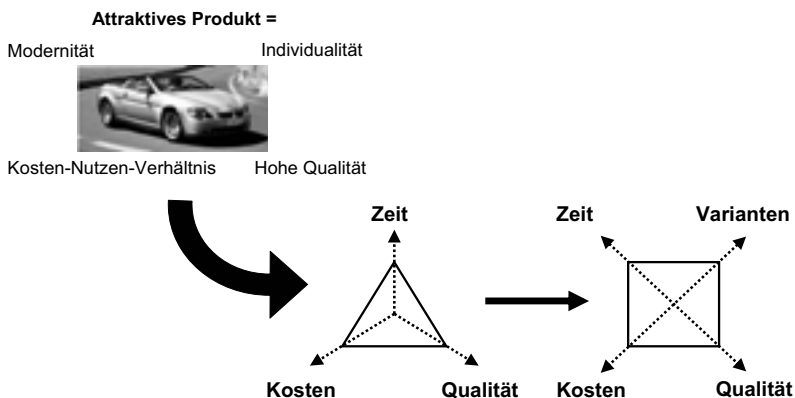 Attraktives Produkt =
Modernität Individualität
Kosten-Nutzen-Verhältnis Hohe Qualität
Zeit Zeit Varianten
Kosten Qualität Kosten Qualität